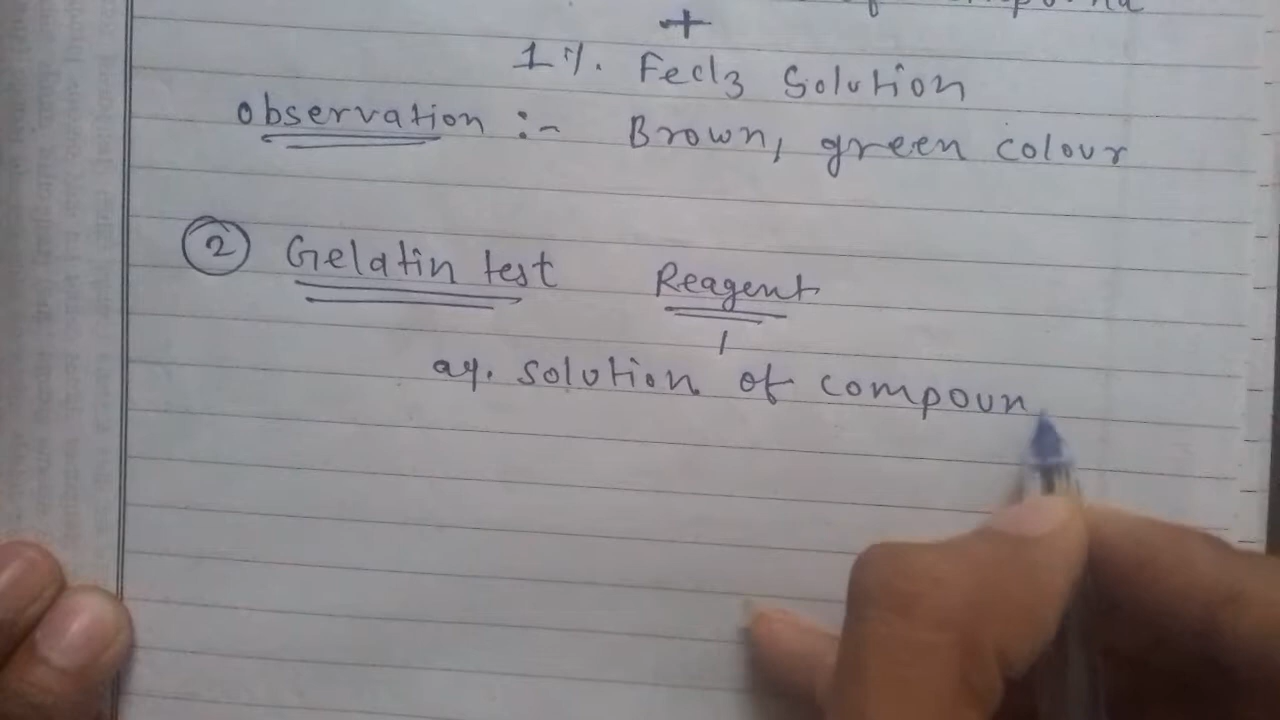 +
1%. Fecl3 Solution
observation :- Brown, green colour
2 Gelatin test Reagent
aq. solution of compoun